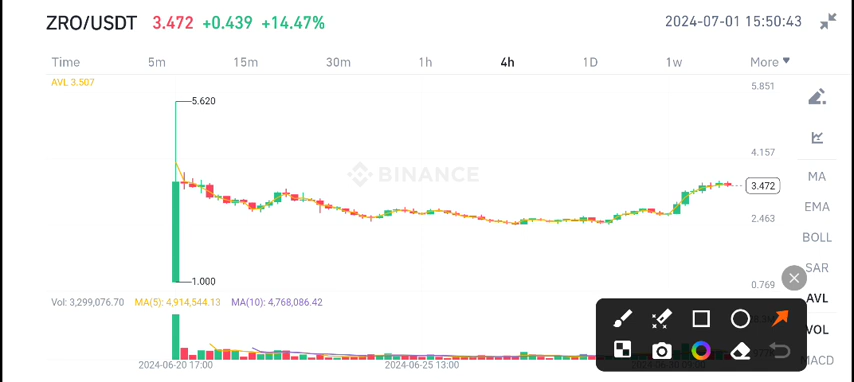 ZRO/USDT 3.472 +0.439 +14.47% 2024-07-01 15:50:43
Time 5m 15m 30m 1h 4h 1D 1w More
AVL 3.507
5.851
5.620
4.157
BINANCE
3.472
2.463
1.000
0.769
MA
EMA
BOLL
SAR
AVL
VOL
MACD
Vol: 3,299,076.70 MA(5): 4,914,544.13 MA(10): 4,768,086.42
2024-06-20 17:00 2024-06-25 13:00